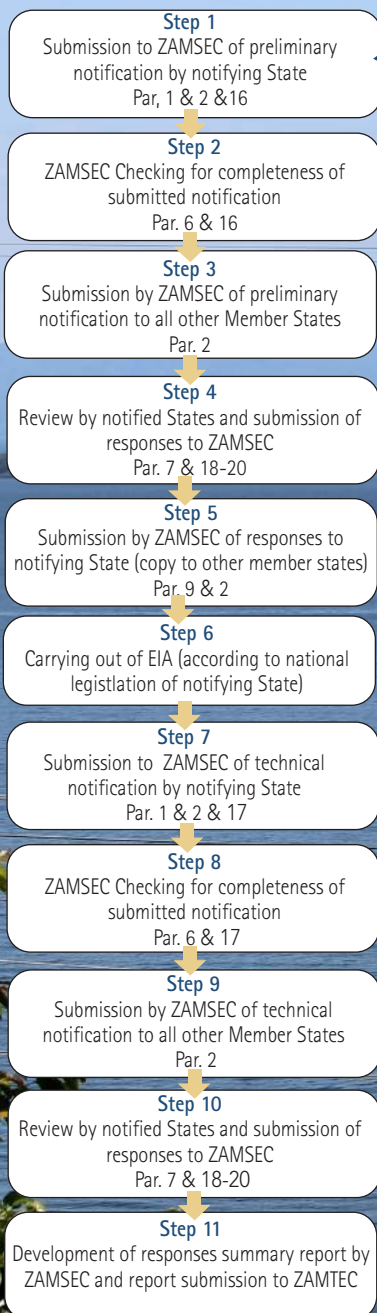 Step 1
Submission to ZAMSEC of preliminary
notification by notifying State
Par, 1 & 2 &16
Step 2
ZAMSEC Checking for completeness of
submitted notification
Par. 6 & 16
Step 3
Submission by ZAMSEC of preliminary
notification to all other Member States
Par. 2
Step 4
Review by notified States and submission of
responses to ZAMSEC
Par. 7 & 18-20
Step 5
Submission by ZAMSEC of responses to
notifying State (copy to other member states)
Par. 9 & 2
Step 6
Carrying out of EIA (according to national
legistlation of notifying State)
Step 7
Submission to ZAMSEC of technical
notification by notifying State
Par. 1 & 2 & 17
Step 8
ZAMSEC Checking for completeness of
submitted notification
Par. 6 & 17
Step 9
Submission by ZAMSEC of technical
notification to all other Member States
Par. 2
Step 10
Review by notified States and submission of
responses to ZAMSEC
Par. 7 & 18-20
Step 11
Development of responses summary report by
ZAMSEC and report submission to ZAMTEC